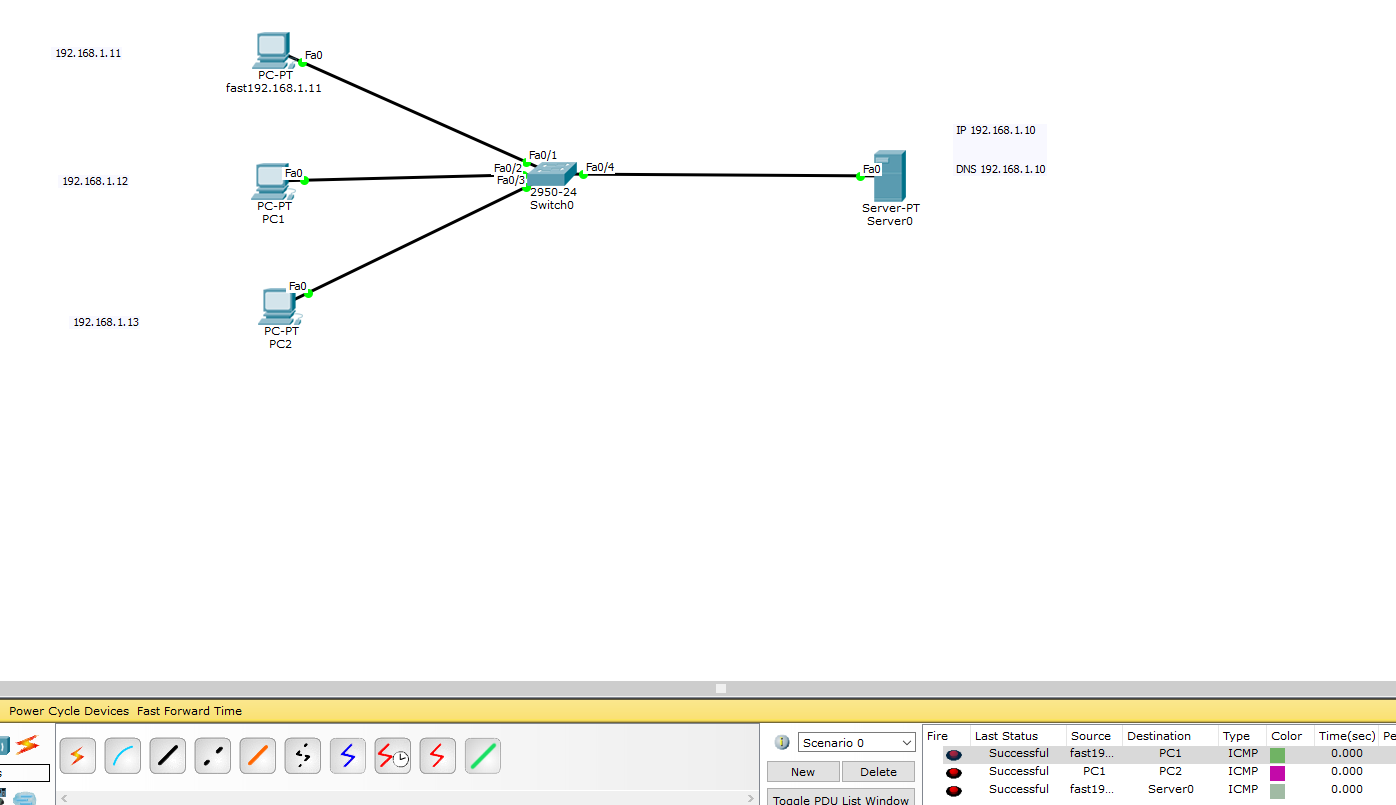 192.168.1.11
Fa0
PC-PT
fast192.168.1.11
IP 192.168.1.10
DNS 192.168.1.10
Fa0/1
Fa0/2
Fa0/3
Fa0/4
2950-24
Switch0
Fa0
Server-PT
Server0
192.168.1.12
Fa0
PC-PT
PC1
192.168.1.13
Fa0
PC-PT
PC2
Power Cycle Devices Fast Forward Time
Scenario 0
New Delete
Toggle PDU List Window
Fire Last Status Source Destination Type Color Time(sec) Pe
Successful fast19... PC1 ICMP 0.000
Successful PC1 PC2 ICMP 0.000
Successful fast19... Server0 ICMP 0.000